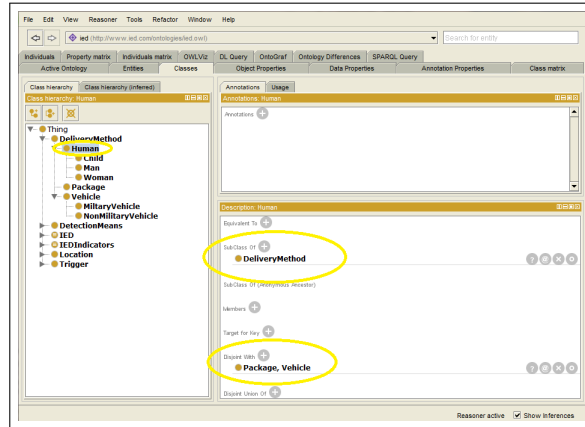 File Edit View Reasoner Tools Refactor Window Help
ied (http://www.ied.com/ontologies/ied.owl)
Search for entity
Individuals Property matrix Individuals matrix OWLViz DL Query OntoGraf Ontology Differences SPARQL Query
Active Ontology Entities Classes Object Properties Data Properties Annotation Properties Class matrix
Class hierarchy Class hierarchy (inferred)
Class hierarchy: Human
Thing
DeliveryMethod
Human
Child
Man
Woman
Package
Vehicle
MiltaryVehicle
NonMilitaryVehicle
DetectionMeans
IED
IEDIndicators
Location
Trigger
Annotations Usage
Annotations: Human
Annotations
Description: Human
Equivalent To
SubClass Of
DeliveryMethod
SubClass Of (Anonymous Ancestor)
Members
Target for Key
Disjoint With
Package, Vehicle
Disjoint Union Of
Reasoner active Show Inferences